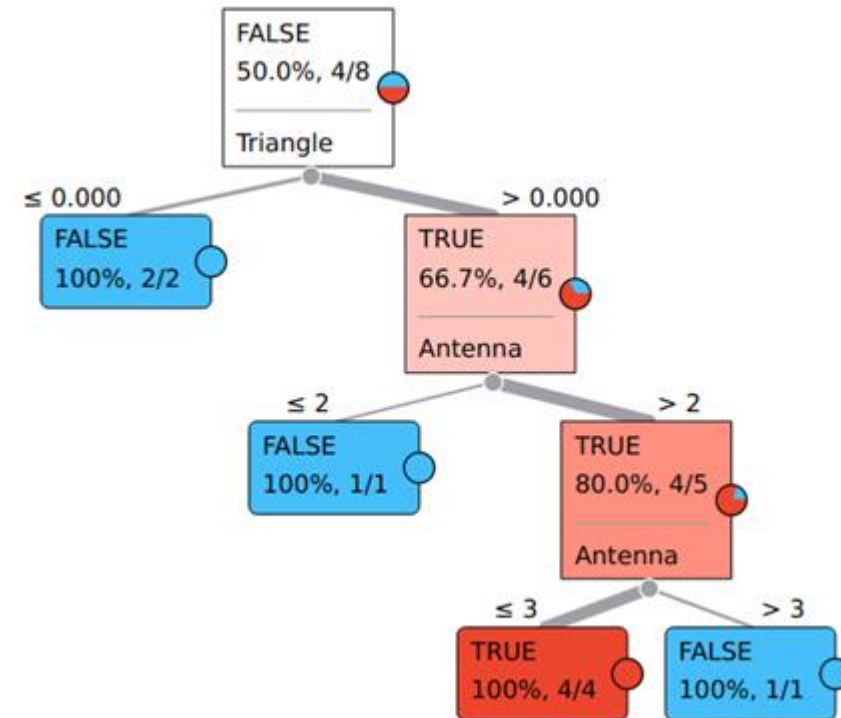 FALSE
50.0%, 4/8
Triangle
≤ 0.000
> 0.000
FALSE
100%, 2/2
TRUE
66.7%, 4/6
Antenna
≤ 2
> 2
FALSE
100%, 1/1
TRUE
80.0%, 4/5
Antenna
≤ 3
> 3
TRUE
100%, 4/4
FALSE
100%, 1/1